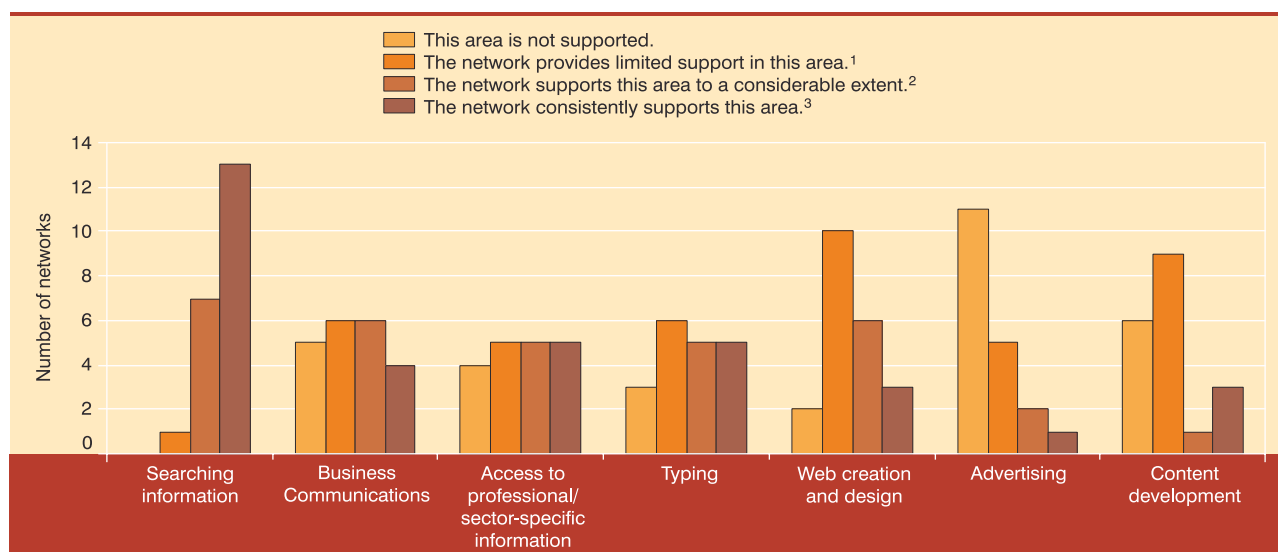 This area is not supported.
The network provides limited support in this area.¹
The network supports this area to a considerable extent.²
The network consistently supports this area.³
Number of networks
14
12
10
8
6
4
2
0
Searching
information
Business
Communications
Access to
professional/
sector-specific
information
Typing
Web creation
and design
Advertising
Content
development